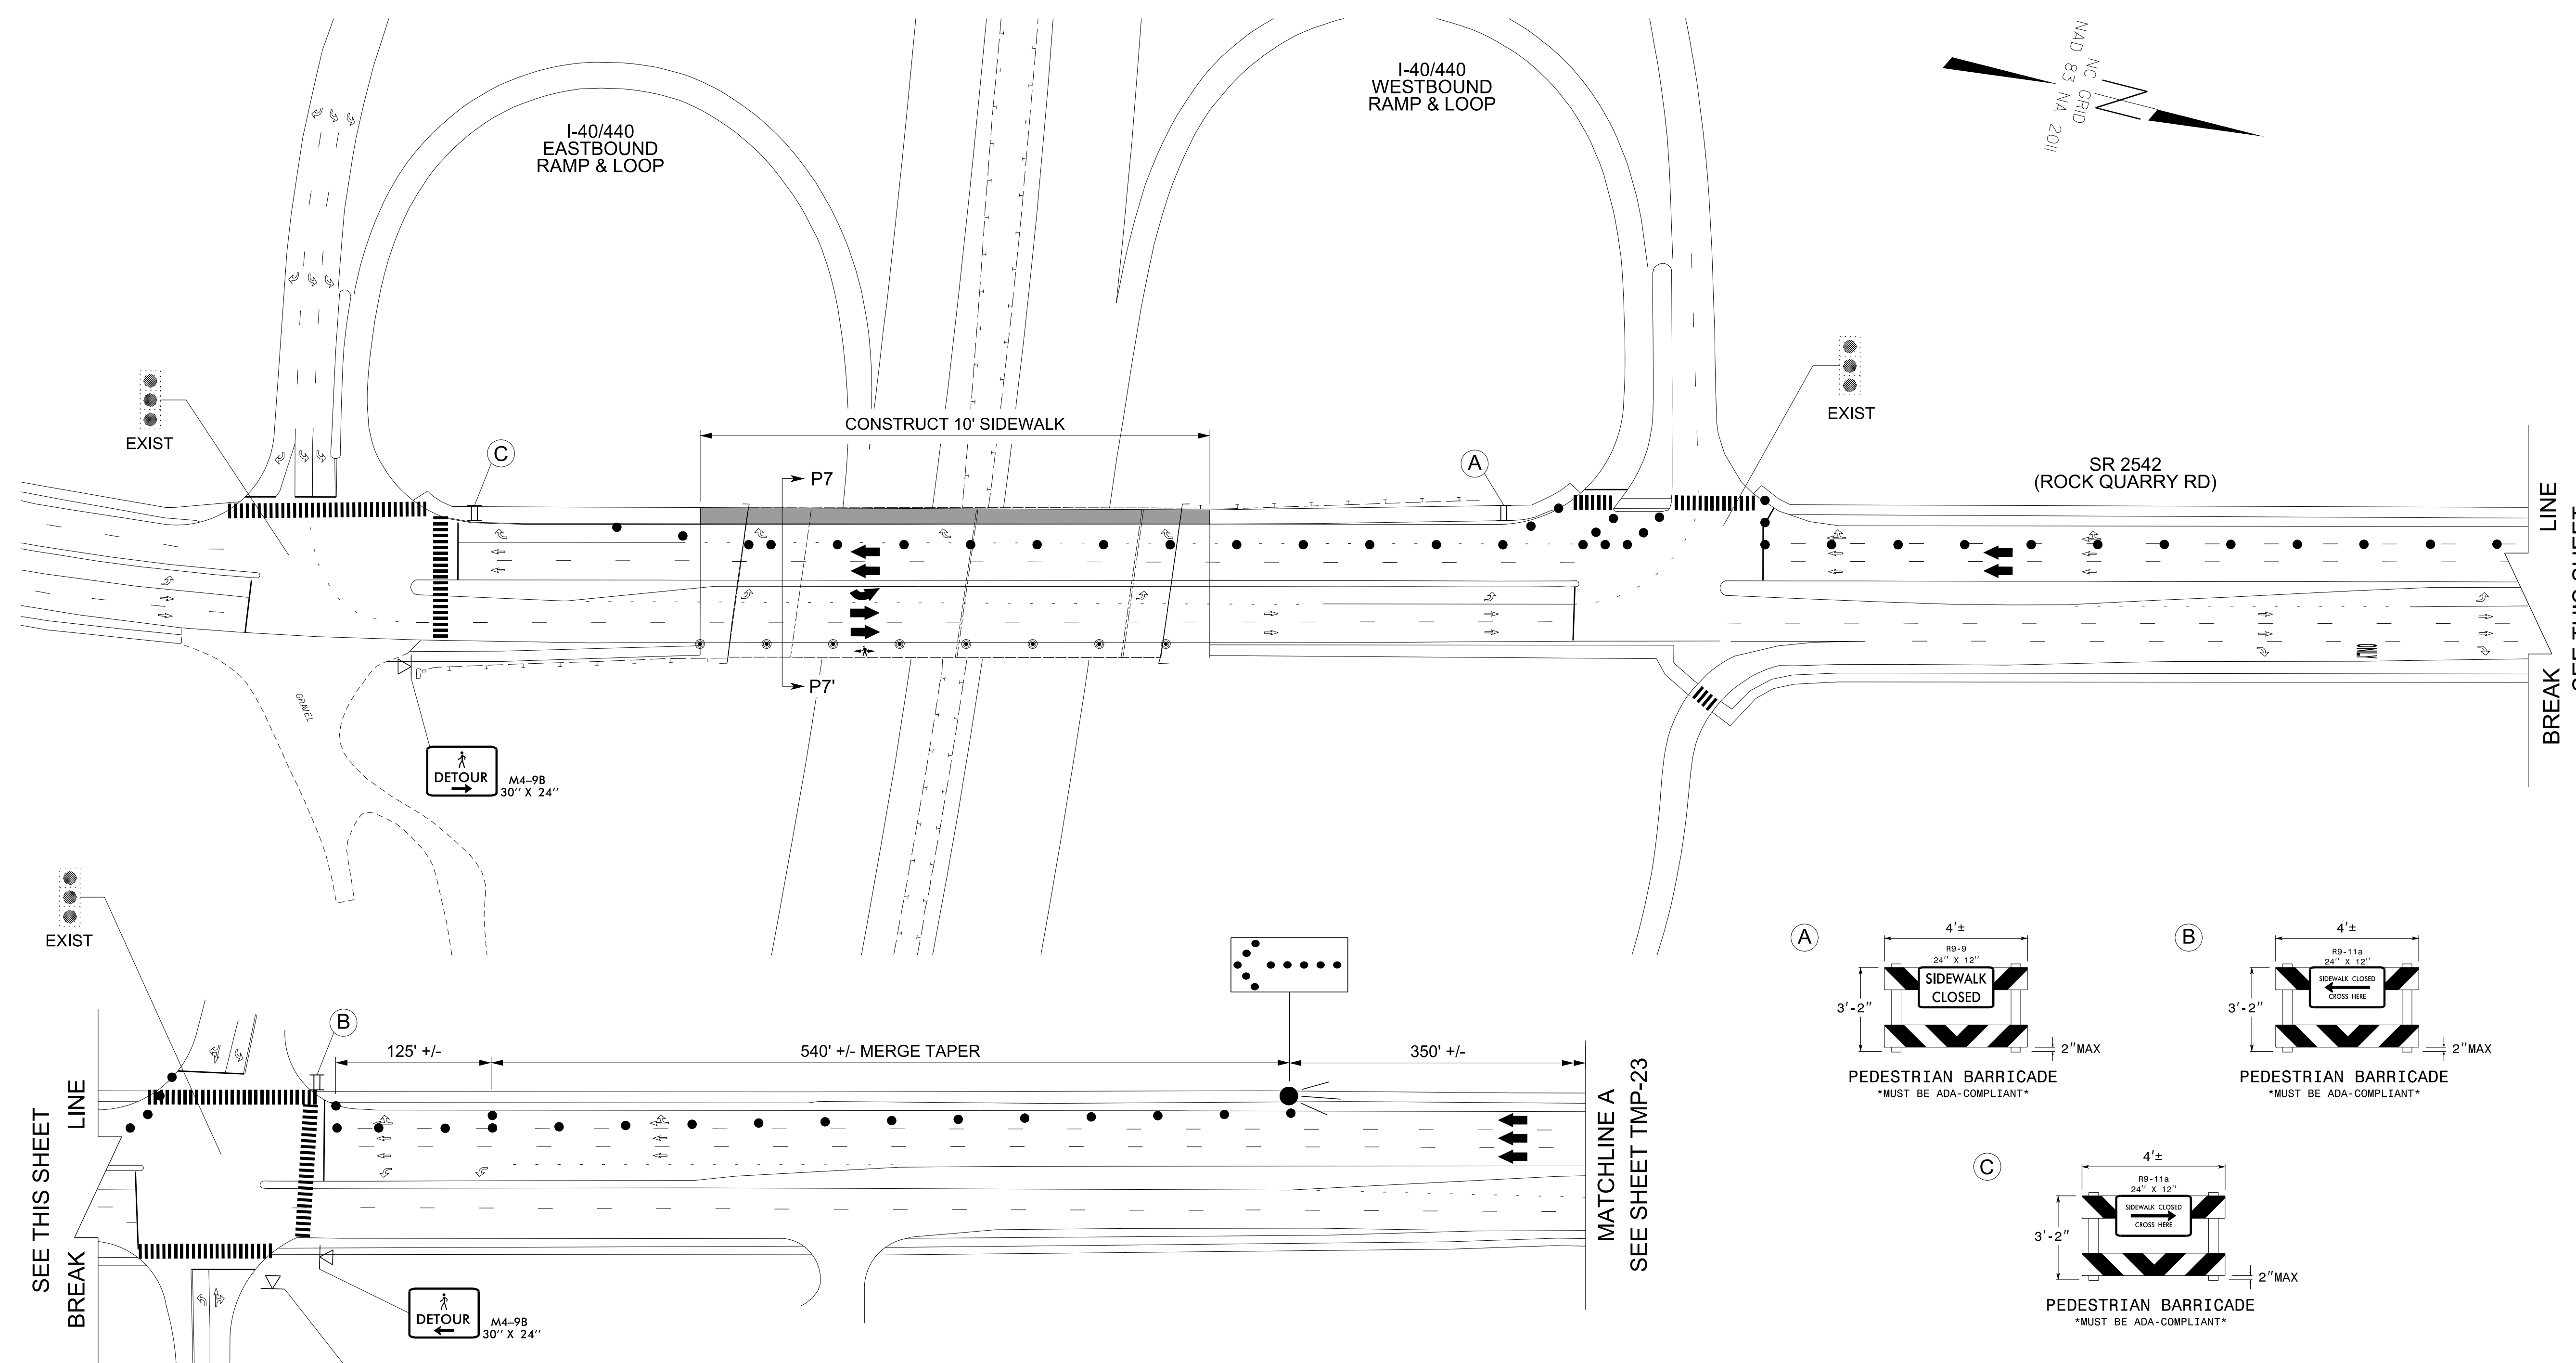 I-40/440
EASTBOUND
RAMP & LOOP
I-40/440
WESTBOUND
RAMP & LOOP
NC GRID
NAD 83 NA 2011
EXIST
C
CONSTRUCT 10' SIDEWALK
P7
A
EXIST
SR 2542
(ROCK QUARRY RD)
BREAK LINE
P7'
GRAVEL
DETOUR
M4-9B
30'' X 24''
EXIST
B
125' +/-
540' +/- MERGE TAPER
350' +/-
SEE THIS SHEET
BREAK LINE
MATCHLINE A
SEE SHEET TMP-23
DETOUR
M4-9B
30'' X 24''
A
4'±
R9-9
24'' X 12''
SIDEWALK
CLOSED
3'-2"
2"MAX
PEDESTRIAN BARRICADE
*MUST BE ADA-COMPLIANT*
B
4'±
R9-11a
24'' X 12''
SIDEWALK CLOSED
CROSS HERE
3'-2"
2"MAX
PEDESTRIAN BARRICADE
*MUST BE ADA-COMPLIANT*
C
4'±
R9-11a
24'' X 12''
SIDEWALK CLOSED
CROSS HERE
3'-2"
2"MAX
PEDESTRIAN BARRICADE
*MUST BE ADA-COMPLIANT*